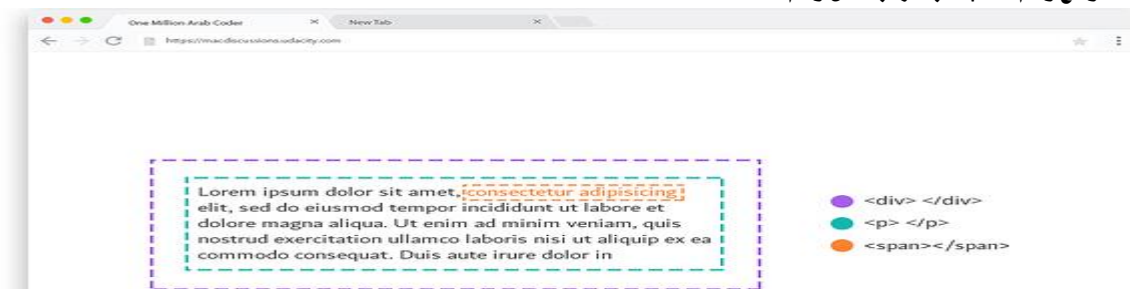 One Million Arab Coder
New Tab
https://macdiscussions.udacity.com
Lorem ipsum dolor sit amet, consectetur adipisicing
elit, sed do eiusmod tempor incididunt ut labore et
dolore magna aliqua. Ut enim ad minim veniam, quis
nostrud exercitation ullamco laboris nisi ut aliquip ex ea
commodo consequat. Duis aute irure dolor in
<div> </div>
<p> </p>
<span></span>